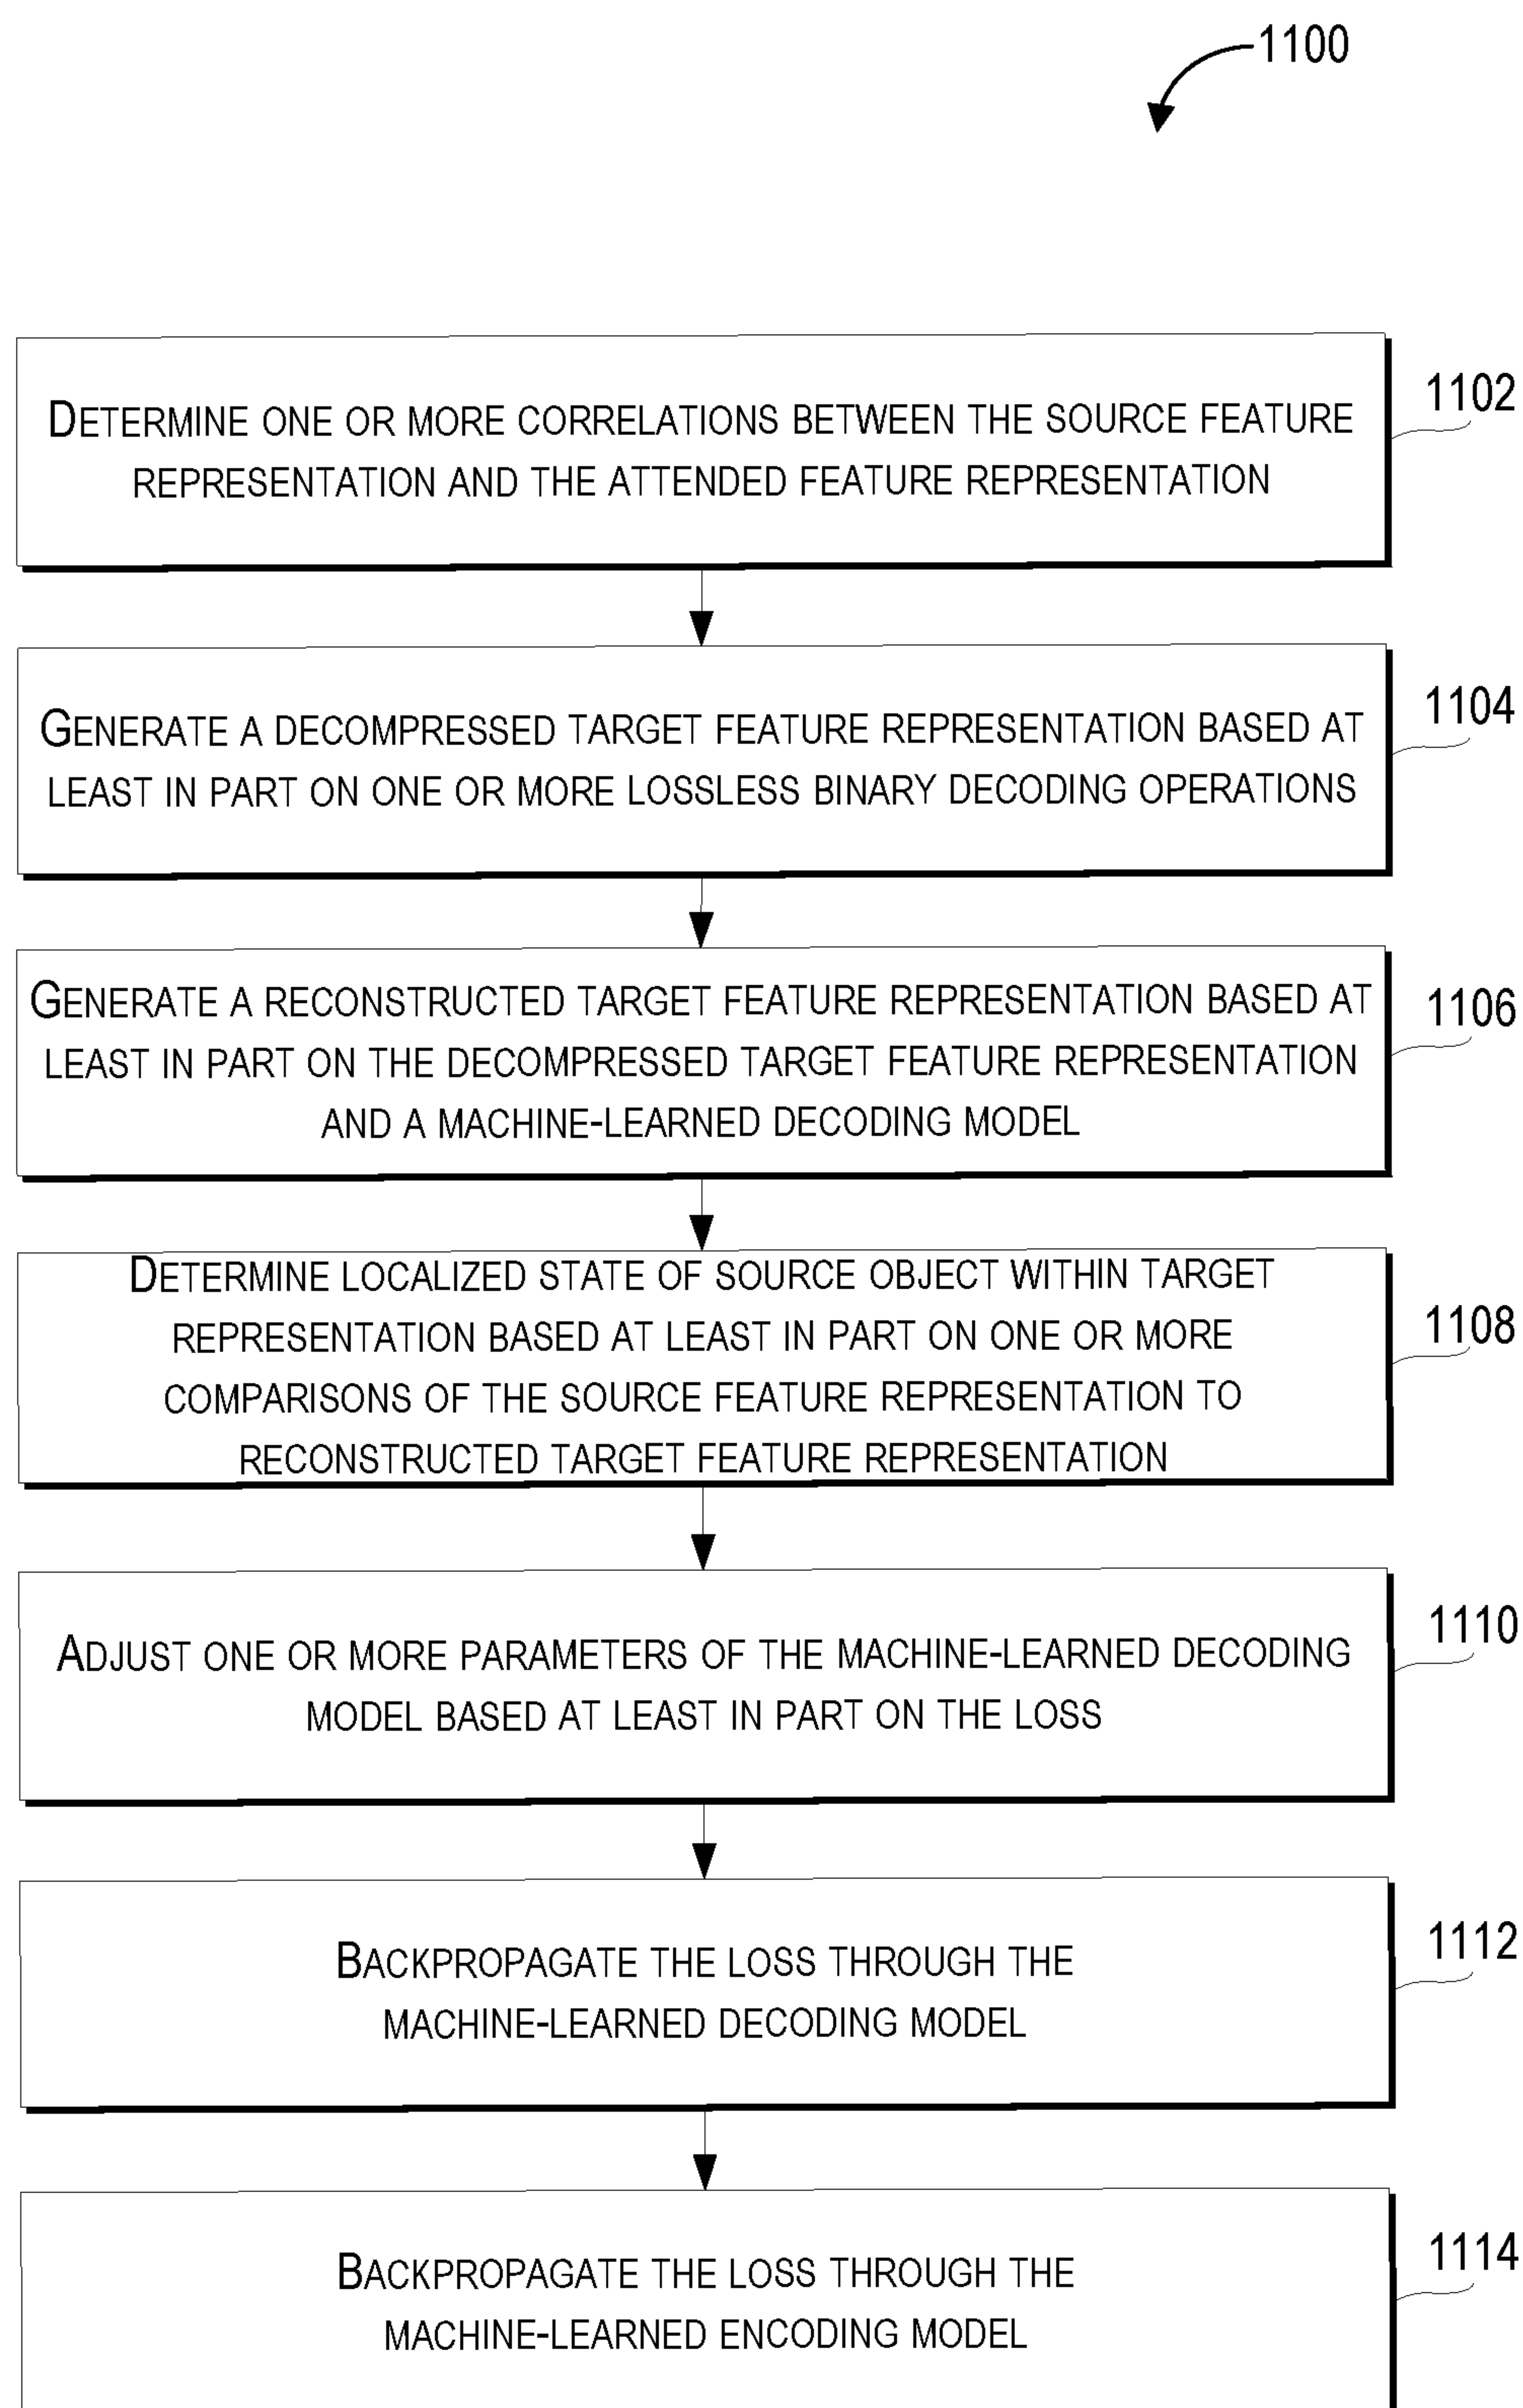 1100
DETERMINE ONE OR MORE CORRELATIONS BETWEEN THE SOURCE FEATURE
REPRESENTATION AND THE ATTENDED FEATURE REPRESENTATION
1102
GENERATE A DECOMPRESSED TARGET FEATURE REPRESENTATION BASED AT
LEAST IN PART ON ONE OR MORE LOSSLESS BINARY DECODING OPERATIONS
1104
GENERATE A RECONSTRUCTED TARGET FEATURE REPRESENTATION BASED AT
LEAST IN PART ON THE DECOMPRESSED TARGET FEATURE REPRESENTATION
AND A MACHINE-LEARNED DECODING MODEL
1106
DETERMINE LOCALIZED STATE OF SOURCE OBJECT WITHIN TARGET
REPRESENTATION BASED AT LEAST IN PART ON ONE OR MORE
COMPARISONS OF THE SOURCE FEATURE REPRESENTATION TO
RECONSTRUCTED TARGET FEATURE REPRESENTATION
1108
ADJUST ONE OR MORE PARAMETERS OF THE MACHINE-LEARNED DECODING
MODEL BASED AT LEAST IN PART ON THE LOSS
1110
BACKPROPAGATE THE LOSS THROUGH THE
MACHINE-LEARNED DECODING MODEL
1112
BACKPROPAGATE THE LOSS THROUGH THE
MACHINE-LEARNED ENCODING MODEL
1114